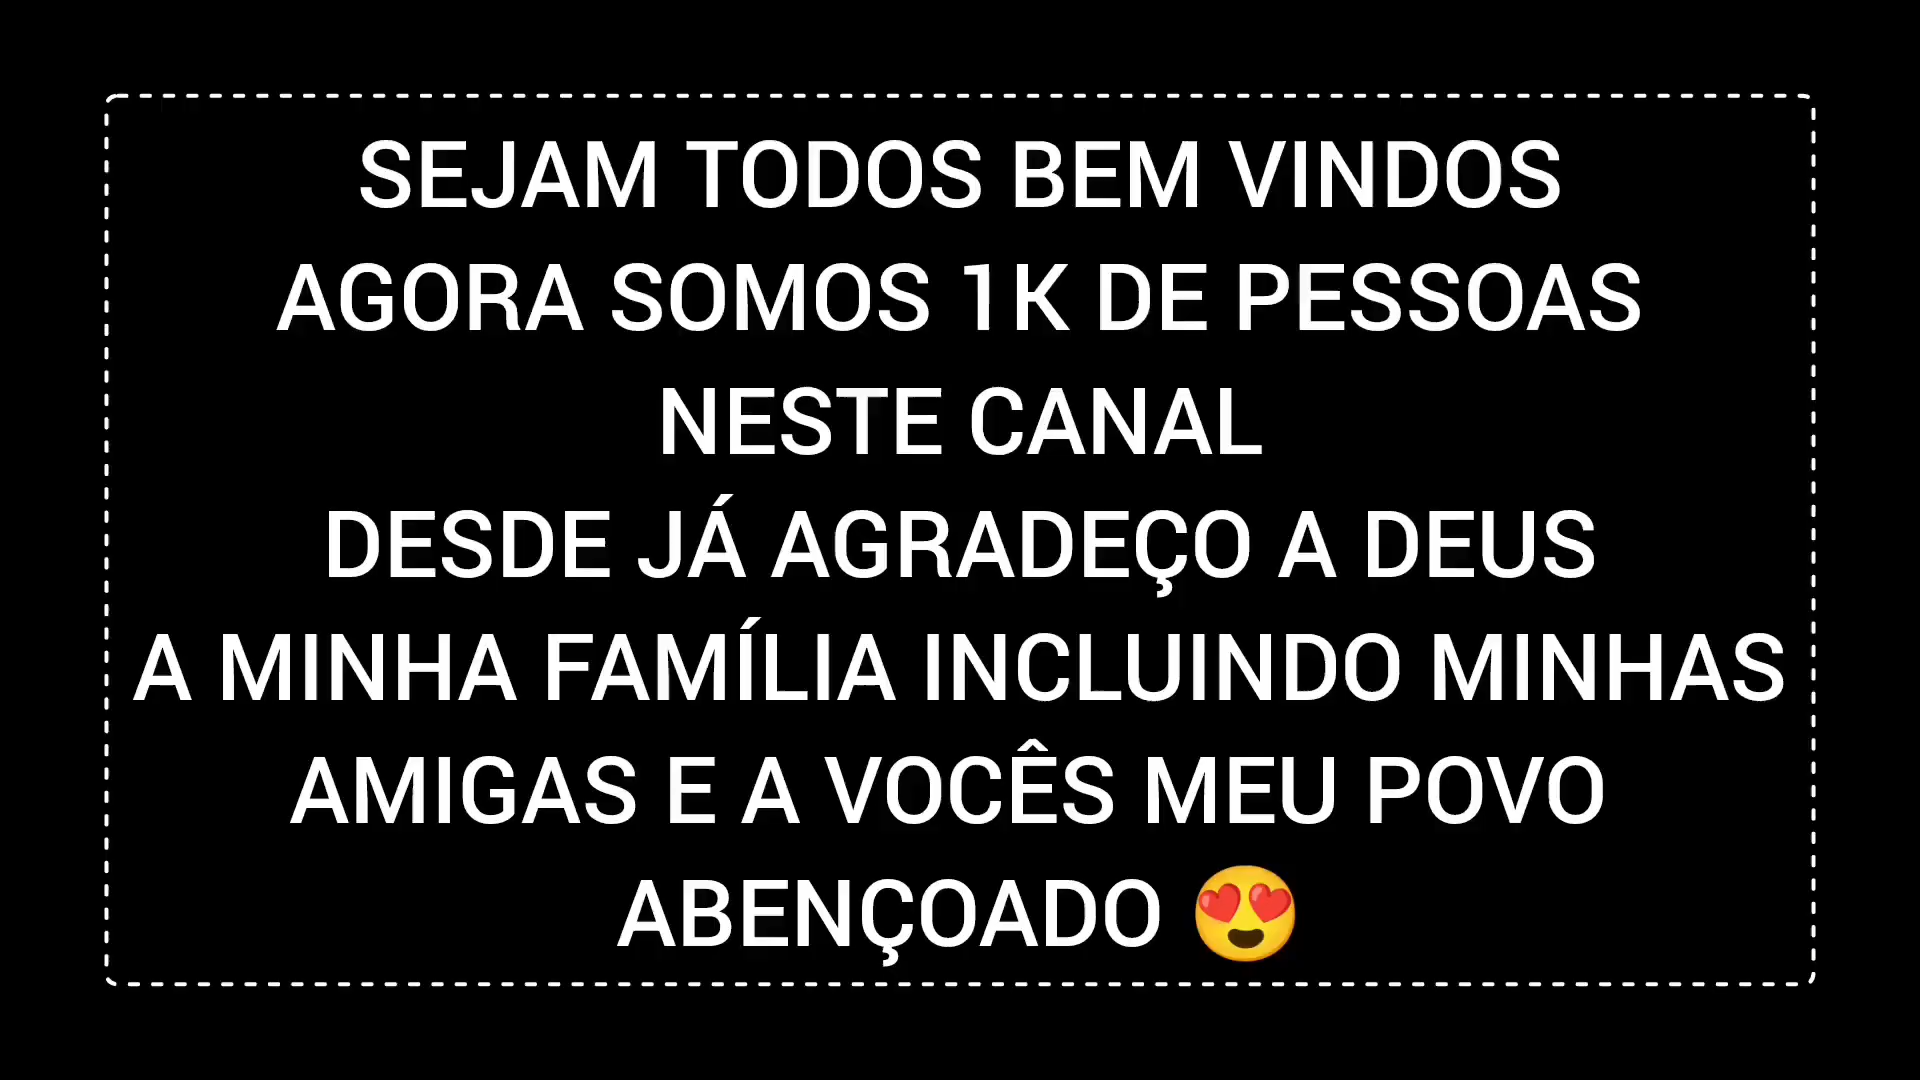 SEJAM TODOS BEM VINDOS
AGORA SOMOS 1K DE PESSOAS
NESTE CANAL
DESDE JÁ AGRADEÇO A DEUS
A MINHA FAMÍLIA INCLUINDO MINHAS
AMIGAS E A VOCÊS MEU POVO
ABENÇOADO 😍